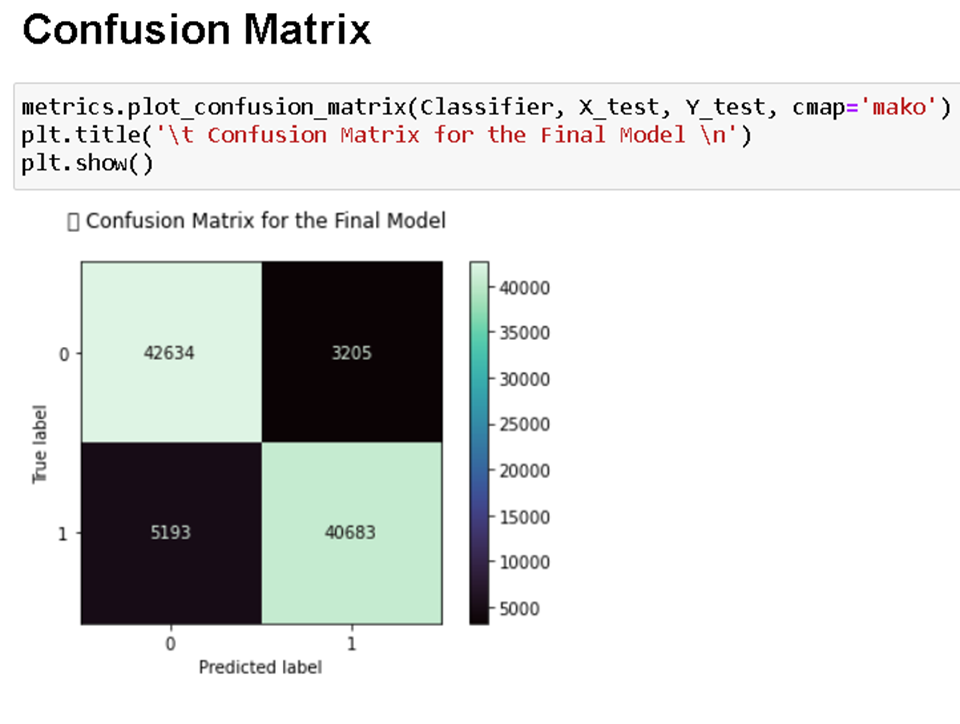 Confusion Matrix
metrics.plot_confusion_matrix(Classifier, X_test, Y_test, cmap='mako')
plt.title('\t Confusion Matrix for the Final Model \n')
plt.show()
Confusion Matrix for the Final Model
42634 3205
5193 40683
0
1
True label
0 1
Predicted label
40000
35000
30000
25000
20000
15000
10000
5000